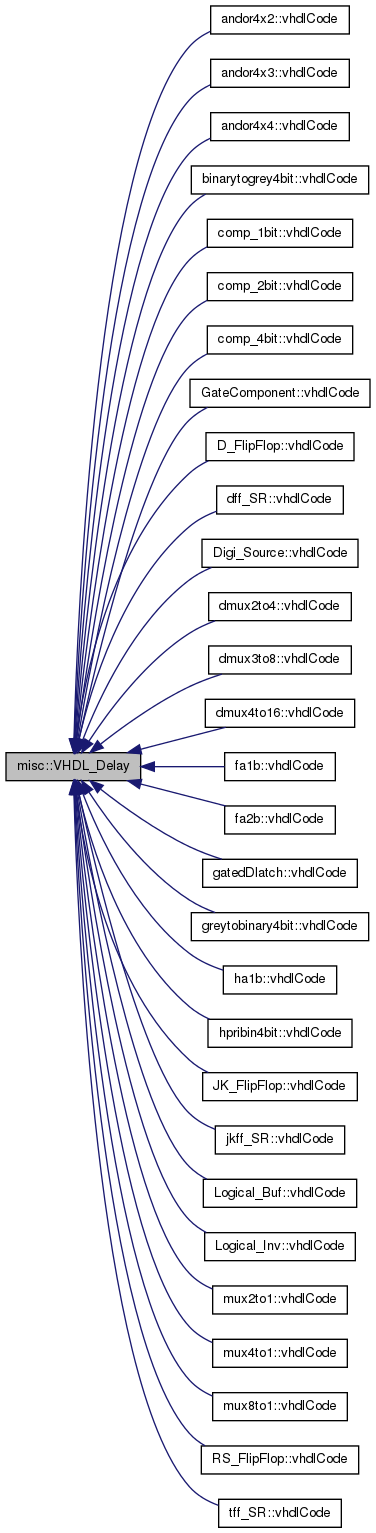 andor4x2::vhdlCode
andor4x3::vhdlCode
andor4x4::vhdlCode
binarytogrey4bit::vhdlCode
comp_1bit::vhdlCode
comp_2bit::vhdlCode
comp_4bit::vhdlCode
GateComponent::vhdlCode
D_FlipFlop::vhdlCode
dff_SR::vhdlCode
Digi_Source::vhdlCode
dmux2to4::vhdlCode
dmux3to8::vhdlCode
dmux4to16::vhdlCode
misc::VHDL_Delay
fa1b::vhdlCode
fa2b::vhdlCode
gatedDlatch::vhdlCode
greytobinary4bit::vhdlCode
ha1b::vhdlCode
hpribin4bit::vhdlCode
JK_FlipFlop::vhdlCode
jkff_SR::vhdlCode
Logical_Buf::vhdlCode
Logical_Inv::vhdlCode
mux2to1::vhdlCode
mux4to1::vhdlCode
mux8to1::vhdlCode
RS_FlipFlop::vhdlCode
tff_SR::vhdlCode